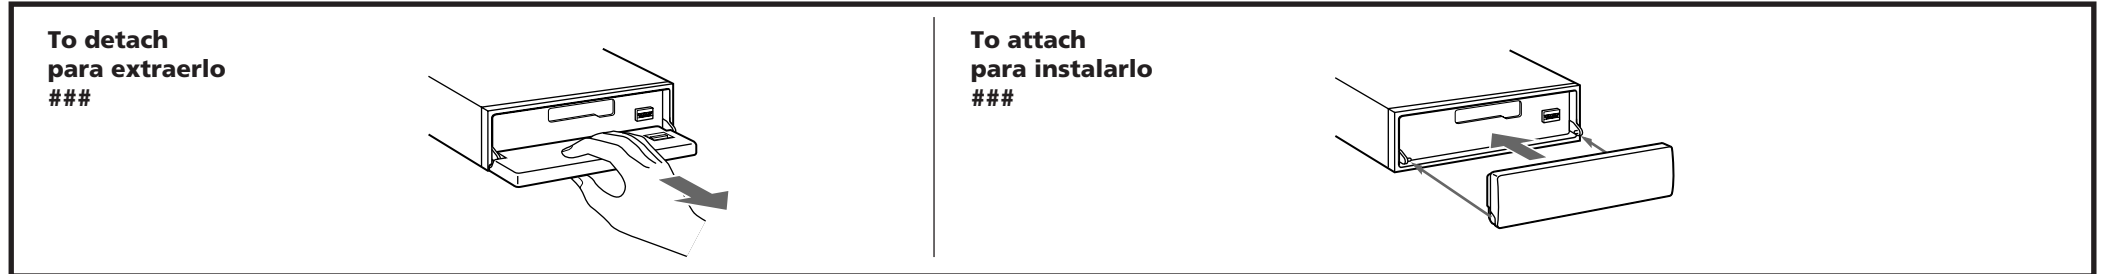 To detach
para extraerlo
###
To attach
para instalarlo
###